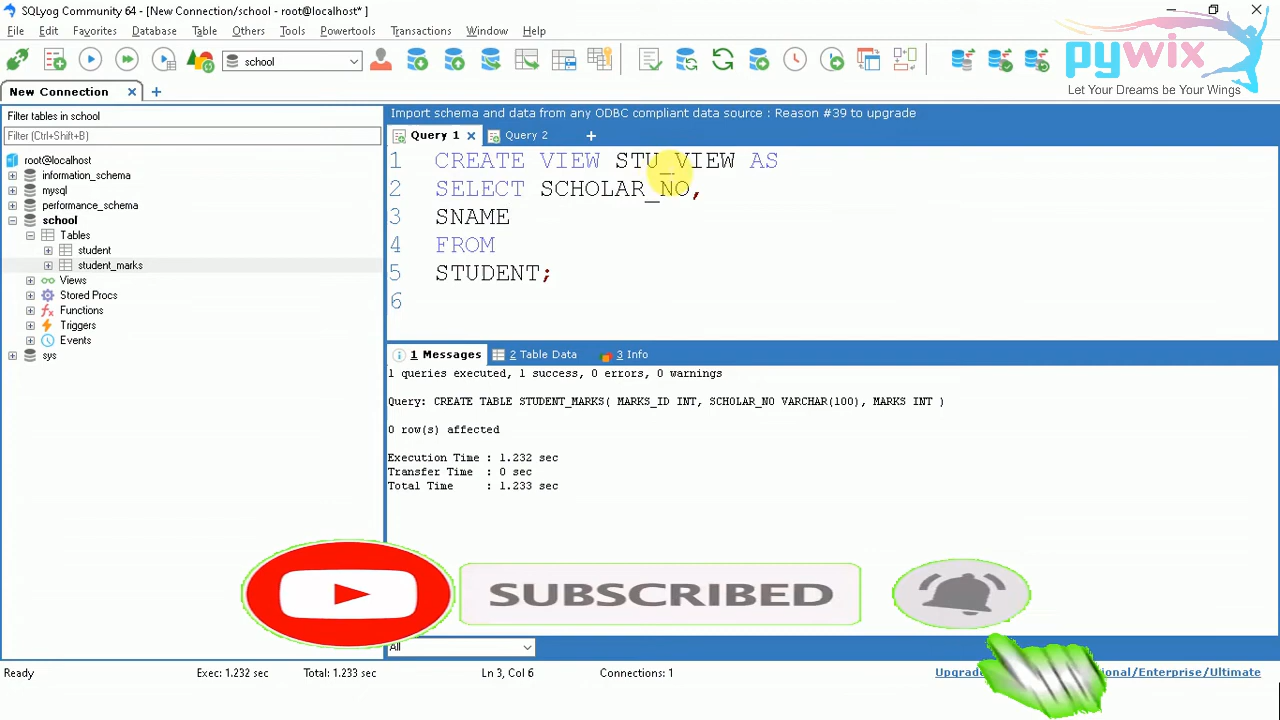 SQLyog Community 64 - [New Connection/school - root@localhost* ]
File Edit Favorites Database Table Others Tools Powertools Transactions Window Help
school
pywix
Let Your Dreams be Your Wings
New Connection
Filter tables in school
Filter (Ctrl+Shift+B)
root@localhost
information_schema
mysql
performance_schema
school
Tables
student
student_marks
Views
Stored Procs
Functions
Triggers
Events
sys
Import schema and data from any ODBC compliant data source : Reason #39 to upgrade
Query 1 Query 2
1 CREATE VIEW STU_VIEW AS
2 SELECT SCHOLAR_NO,
3 SNAME
4 FROM
5 STUDENT;
6
1 Messages 2 Table Data 3 Info
1 queries executed, 1 success, 0 errors, 0 warnings
Query: CREATE TABLE STUDENT_MARKS( MARKS_ID INT, SCHOLAR_NO VARCHAR(100), MARKS INT )
0 row(s) affected
Execution Time : 1.232 sec
Transfer Time : 0 sec
Total Time : 1.233 sec
SUBSCRIBED
All
Ready Exec: 1.232 sec Total: 1.233 sec Ln 3, Col 6 Connections: 1 /Enterprise/Ultimate